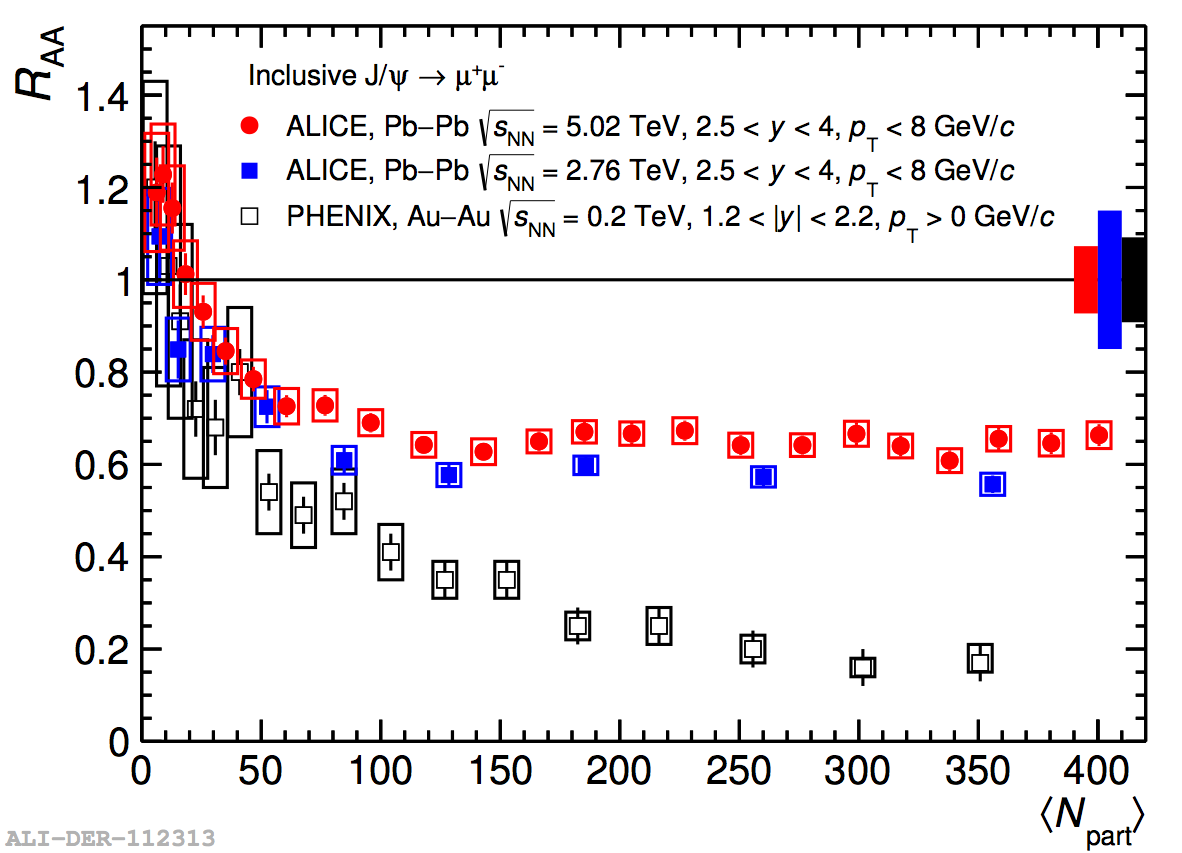 R_AA
Inclusive J/ψ → μ⁺μ⁻
ALICE, Pb−Pb √s_NN = 5.02 TeV, 2.5 < y < 4, p_T < 8 GeV/c
ALICE, Pb−Pb √s_NN = 2.76 TeV, 2.5 < y < 4, p_T < 8 GeV/c
PHENIX, Au−Au √s_NN = 0.2 TeV, 1.2 < |y| < 2.2, p_T > 0 GeV/c
1.4
1.2
1
0.8
0.6
0.4
0.2
0
0 50 100 150 200 250 300 350 400
⟨N_part⟩
ALI−DER−112313